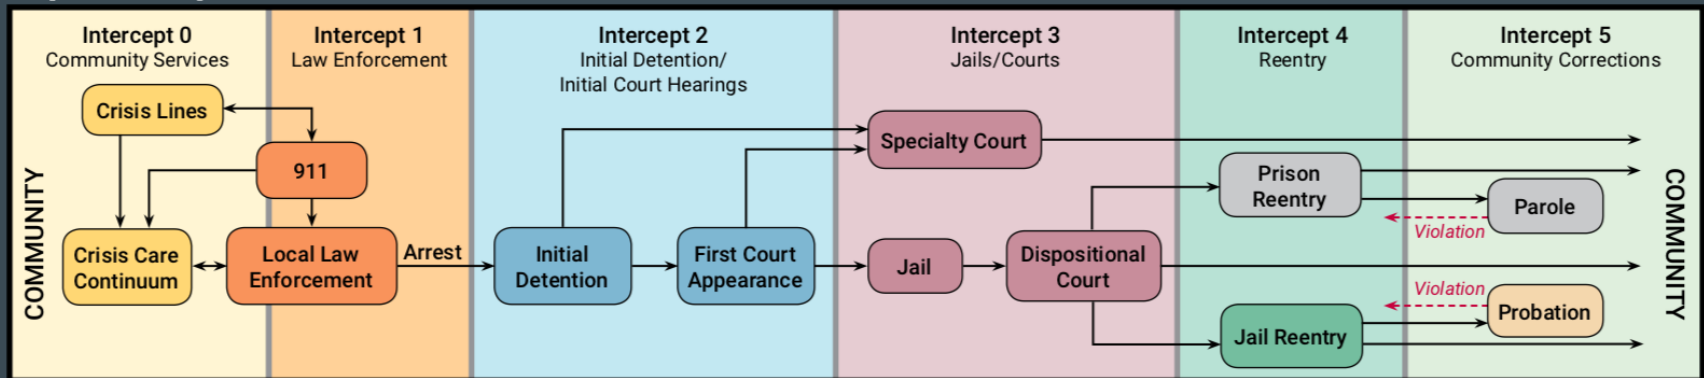 Intercept 0
Community Services
Intercept 1
Law Enforcement
Intercept 2
Initial Detention/
Initial Court Hearings
Intercept 3
Jails/Courts
Intercept 4
Reentry
Intercept 5
Community Corrections
COMMUNITY
Crisis Lines
911
Crisis Care
Continuum
Local Law
Enforcement
Arrest
Initial
Detention
First Court
Appearance
Specialty Court
Jail
Dispositional
Court
Prison
Reentry
Jail Reentry
Parole
Violation
Violation
Probation
COMMUNITY